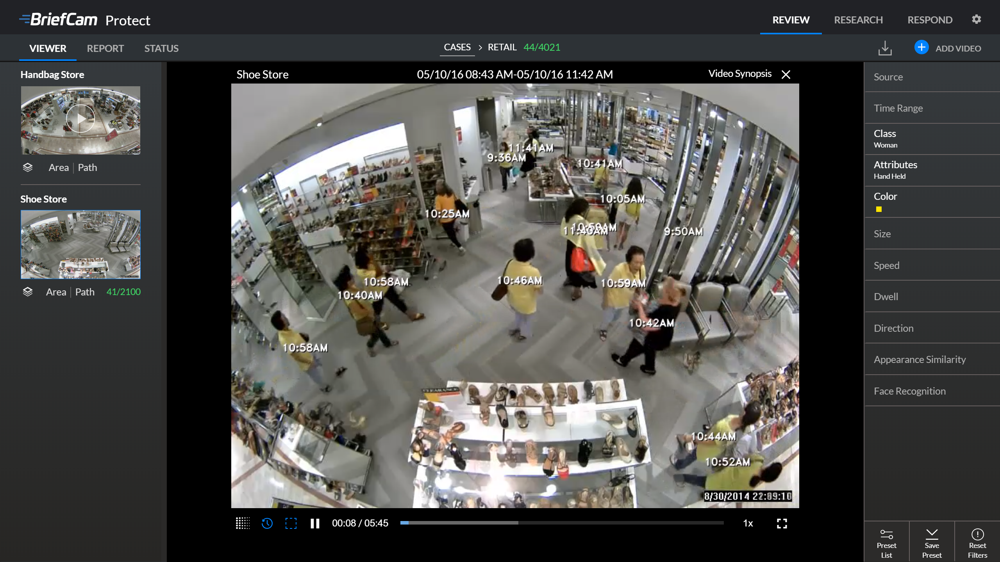 BriefCam Protect
REVIEW
RESEARCH
RESPOND
VIEWER
REPORT
STATUS
CASES > RETAIL 44/4021
ADD VIDEO
Handbag Store
Area | Path
Shoe Store
Area | Path 41/2100
Shoe Store
05/10/16 08:43 AM-05/10/16 11:42 AM
Video Synopsis
11:41AM
9:36AM
10:41AM
10:05AM
10:25AM
10:59AM
11:40AM
9:50AM
10:58AM
10:46AM
10:59AM
10:40AM
10:42AM
10:58AM
CLEARANCE
10:44AM
10:52AM
8/30/2014 22:09:10
00:08 / 05:45
1x
Source
Time Range
Class
Woman
Attributes
Hand Held
Color
Size
Speed
Dwell
Direction
Appearance Similarity
Face Recognition
Preset
List
Save
Preset
Reset
Filters